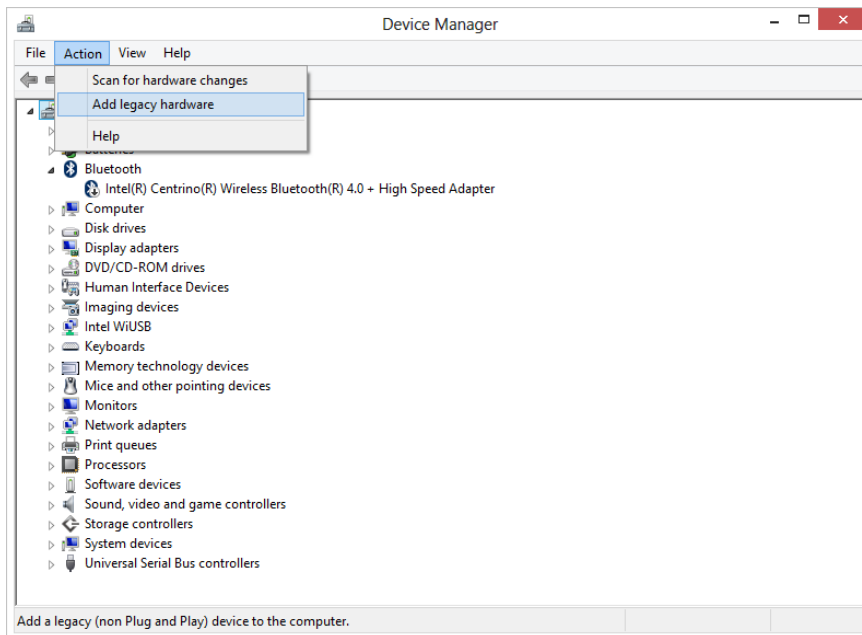 Device Manager
File Action View Help
Scan for hardware changes
Add legacy hardware
Help
Bluetooth
Intel(R) Centrino(R) Wireless Bluetooth(R) 4.0 + High Speed Adapter
Computer
Disk drives
Display adapters
DVD/CD-ROM drives
Human Interface Devices
Imaging devices
Intel WiUSB
Keyboards
Memory technology devices
Mice and other pointing devices
Monitors
Network adapters
Print queues
Processors
Software devices
Sound, video and game controllers
Storage controllers
System devices
Universal Serial Bus controllers
Add a legacy (non Plug and Play) device to the computer.